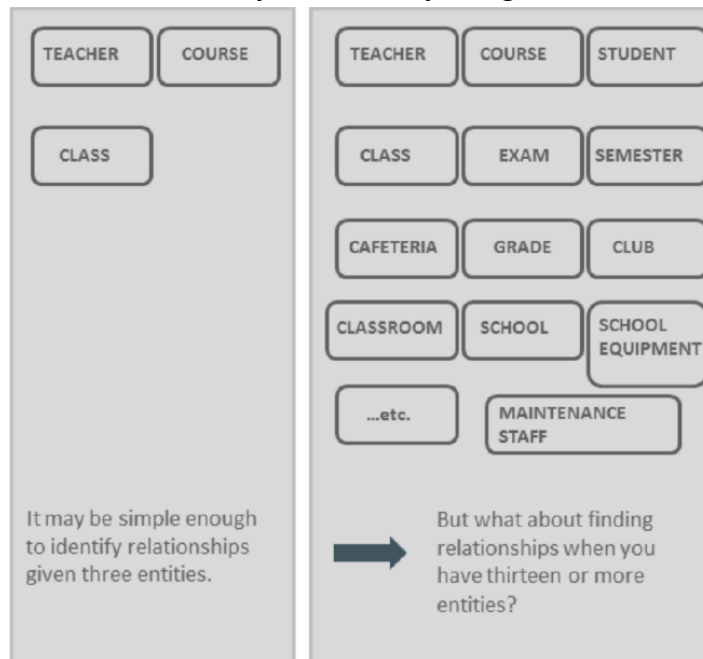 TEACHER COURSE
CLASS
It may be simple enough
to identify relationships
given three entities.
TEACHER COURSE STUDENT
CLASS EXAM SEMESTER
CAFETERIA GRADE CLUB
CLASSROOM SCHOOL SCHOOL
EQUIPMENT
...etc. MAINTENANCE
STAFF
But what about finding
relationships when you
have thirteen or more
entities?